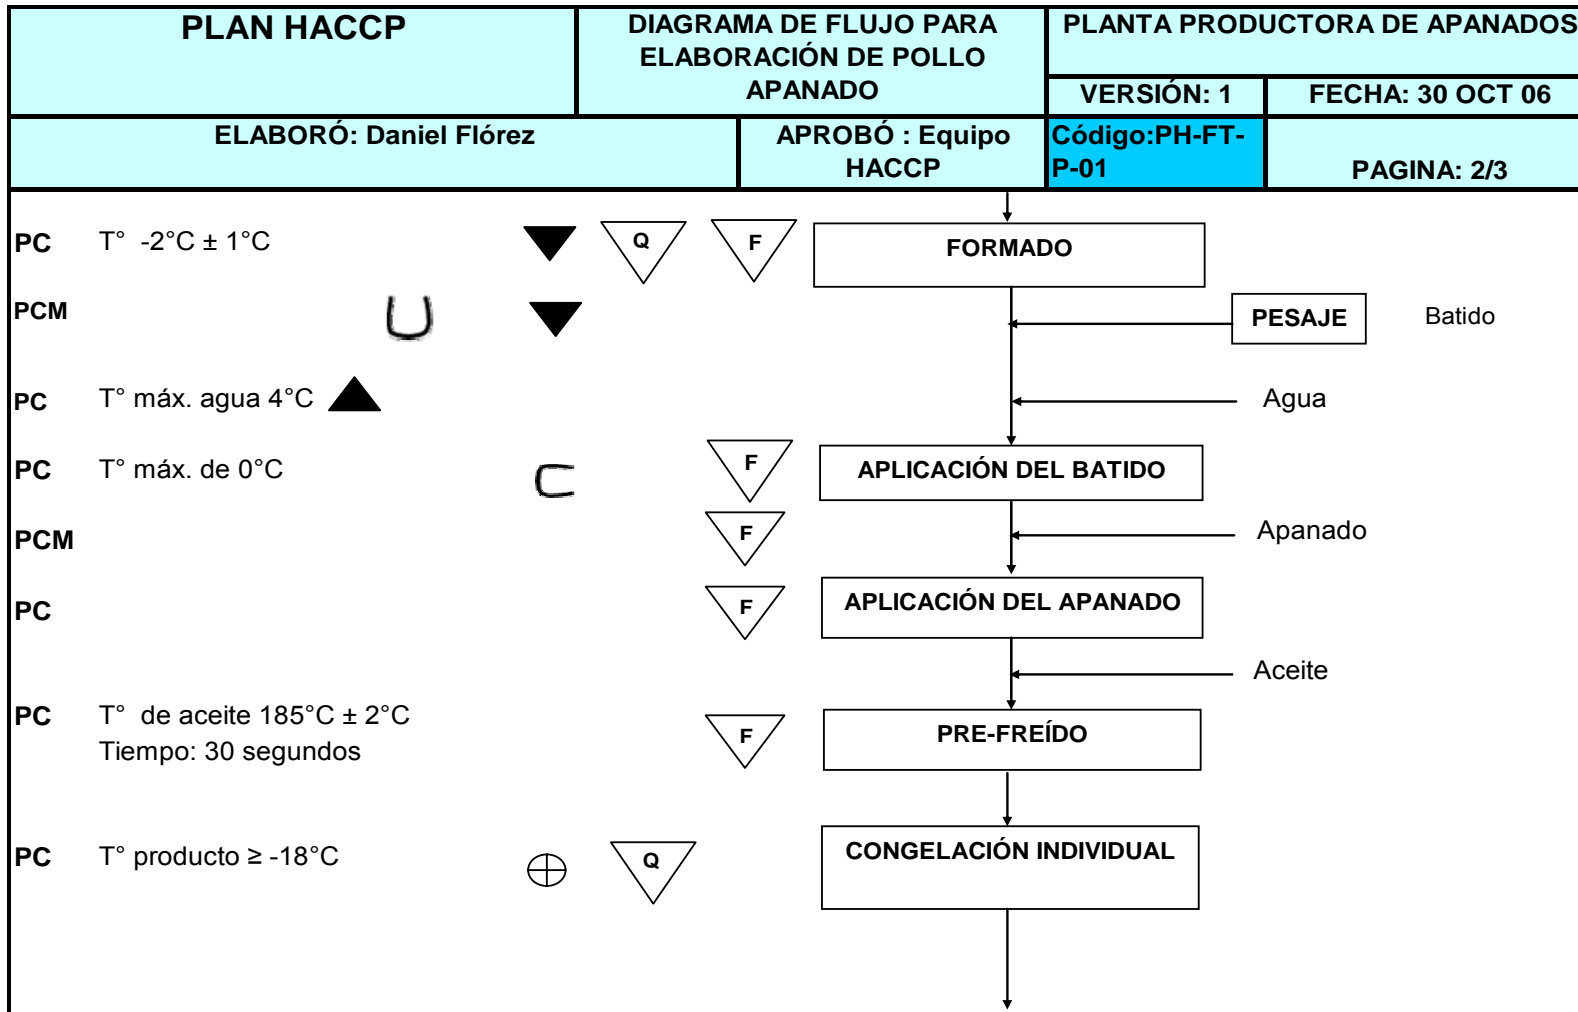 PLAN HACCP
DIAGRAMA DE FLUJO PARA
ELABORACIÓN DE POLLO
APANADO
PLANTA PRODUCTORA DE APANADOS
VERSIÓN: 1
FECHA: 30 OCT 06
ELABORÓ: Daniel Flórez
APROBÓ : Equipo
HACCP
Código:PH-FT-
P-01
PAGINA: 2/3
PC
T° -2°C ± 1°C
Q
F
FORMADO
PCM
PESAJE
Batido
PC
T° máx. agua 4°C
Agua
PC
T° máx. de 0°C
F
APLICACIÓN DEL BATIDO
PCM
F
Apanado
PC
F
APLICACIÓN DEL APANADO
Aceite
PC
T° de aceite 185°C ± 2°C
Tiempo: 30 segundos
F
PRE-FREÍDO
PC
T° producto ≥ -18°C
Q
CONGELACIÓN INDIVIDUAL